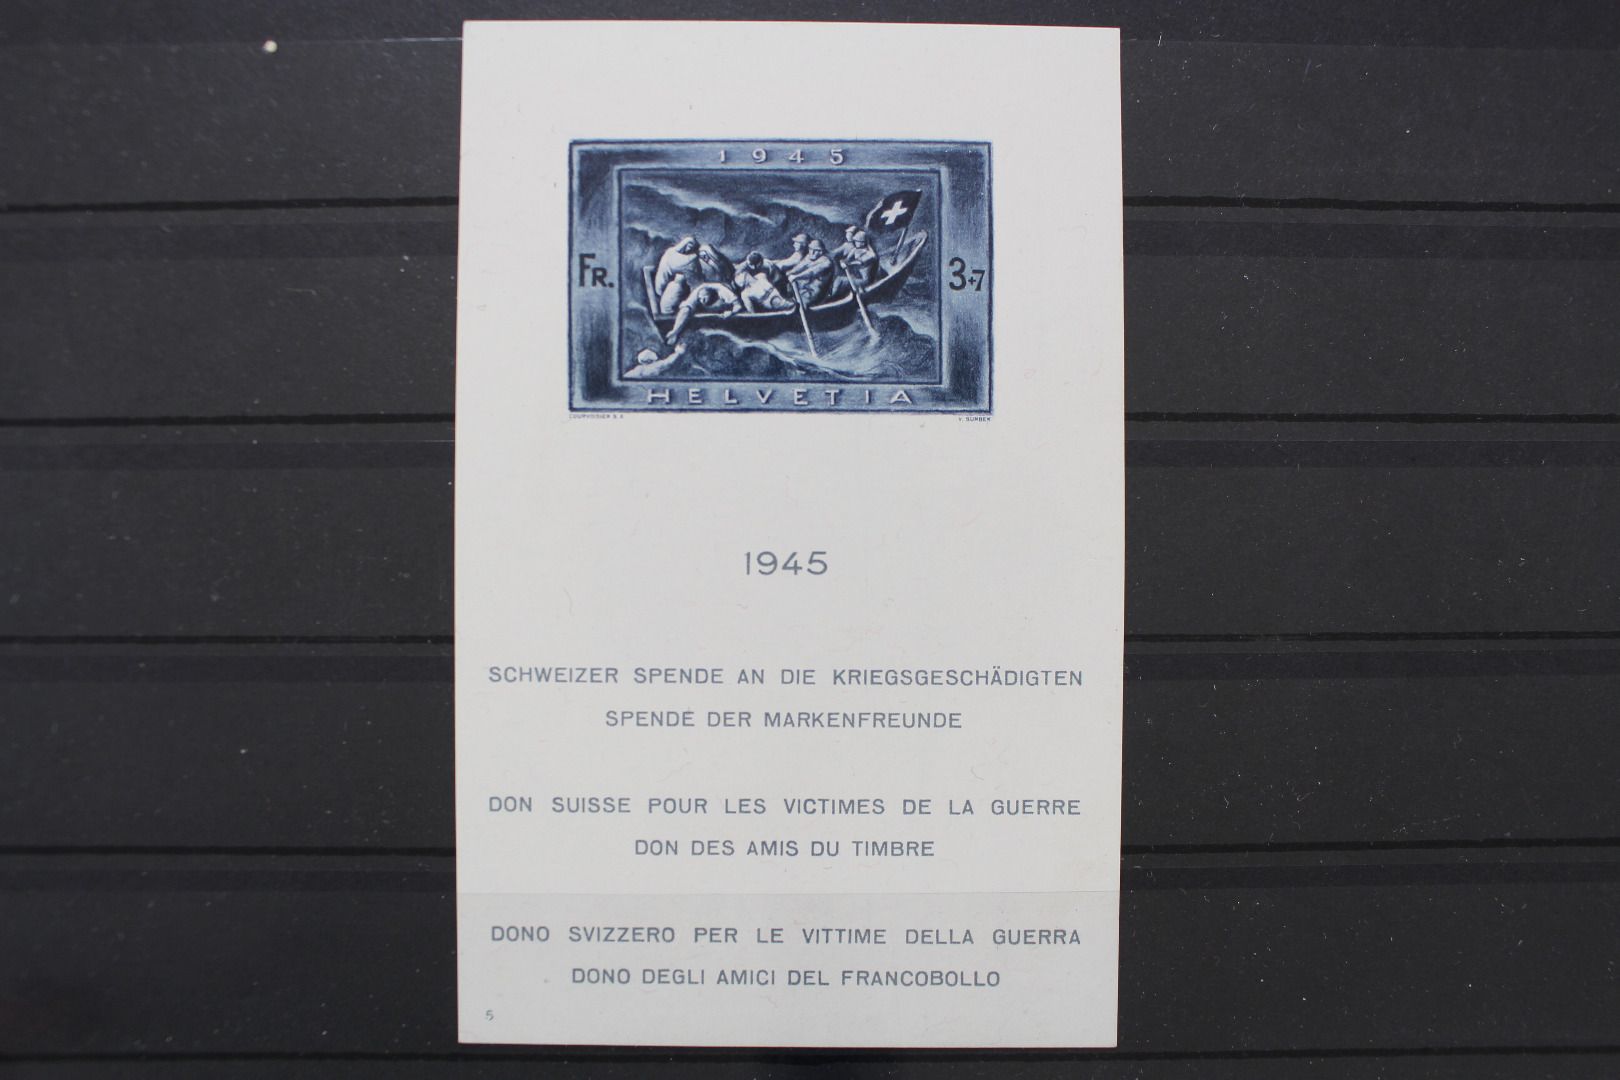 1945
FR. 3+7
HELVETIA
COURVOISIER S.A. V. SURBEK
1945
SCHWEIZER SPENDE AN DIE KRIEGSGESCHÄDIGTEN
SPENDE DER MARKENFREUNDE
DON SUISSE POUR LES VICTIMES DE LA GUERRE
DON DES AMIS DU TIMBRE
DONO SVIZZERO PER LE VITTIME DELLA GUERRA
DONO DEGLI AMICI DEL FRANCOBOLLO
5